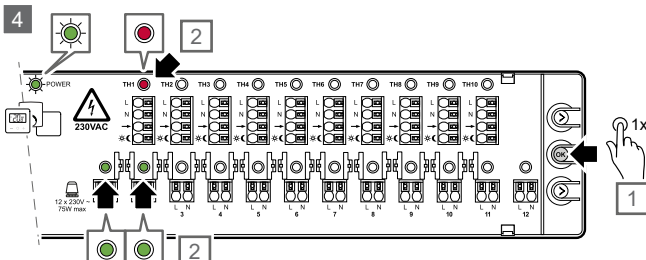 4
2
POWER
TH1 TH2 TH3 TH4 TH5 TH6 TH7 TH8 TH9 TH10
L L L L L L L L L L
N N N N N N N N N N
230VAC
1x
OK
12 x 230V ~
75W max
L N L N L N L N L N L N L N L N L N L N
3 4 5 6 7 8 9 10 11 12
1
2